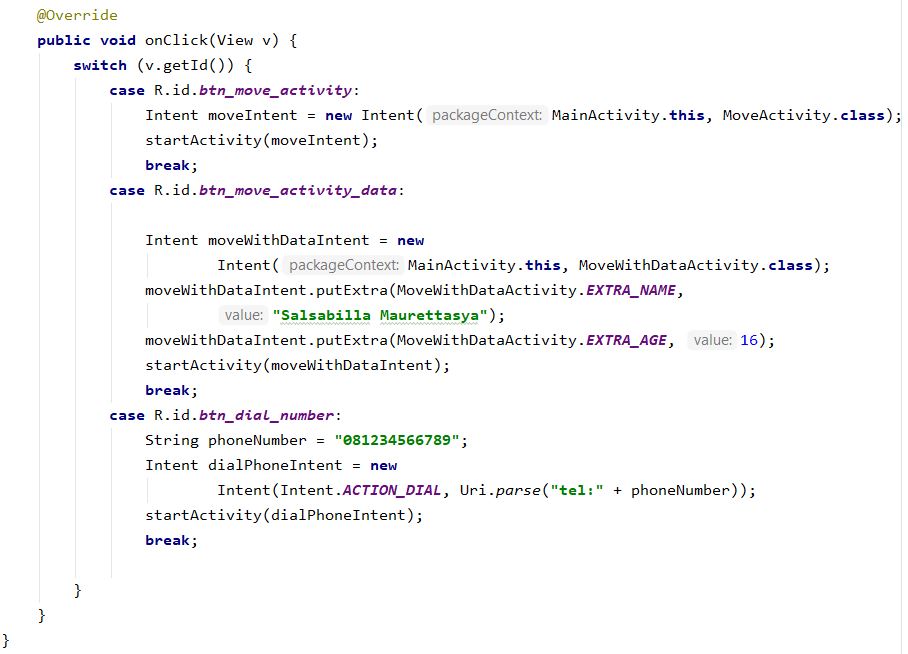 @Override
public void onClick(View v) {
switch (v.getId()) {
case R.id.btn_move_activity:
Intent moveIntent = new Intent( packageContext: MainActivity.this, MoveActivity.class);
startActivity(moveIntent);
break;
case R.id.btn_move_activity_data:
Intent moveWithDataIntent = new
Intent( packageContext: MainActivity.this, MoveWithDataActivity.class);
moveWithDataIntent.putExtra(MoveWithDataActivity.EXTRA_NAME,
value: "Salsabilla Maurettasya");
moveWithDataIntent.putExtra(MoveWithDataActivity.EXTRA_AGE, value: 16);
startActivity(moveWithDataIntent);
break;
case R.id.btn_dial_number:
String phoneNumber = "081234566789";
Intent dialPhoneIntent = new
Intent(Intent.ACTION_DIAL, Uri.parse("tel:" + phoneNumber));
startActivity(dialPhoneIntent);
break;
}
}
}